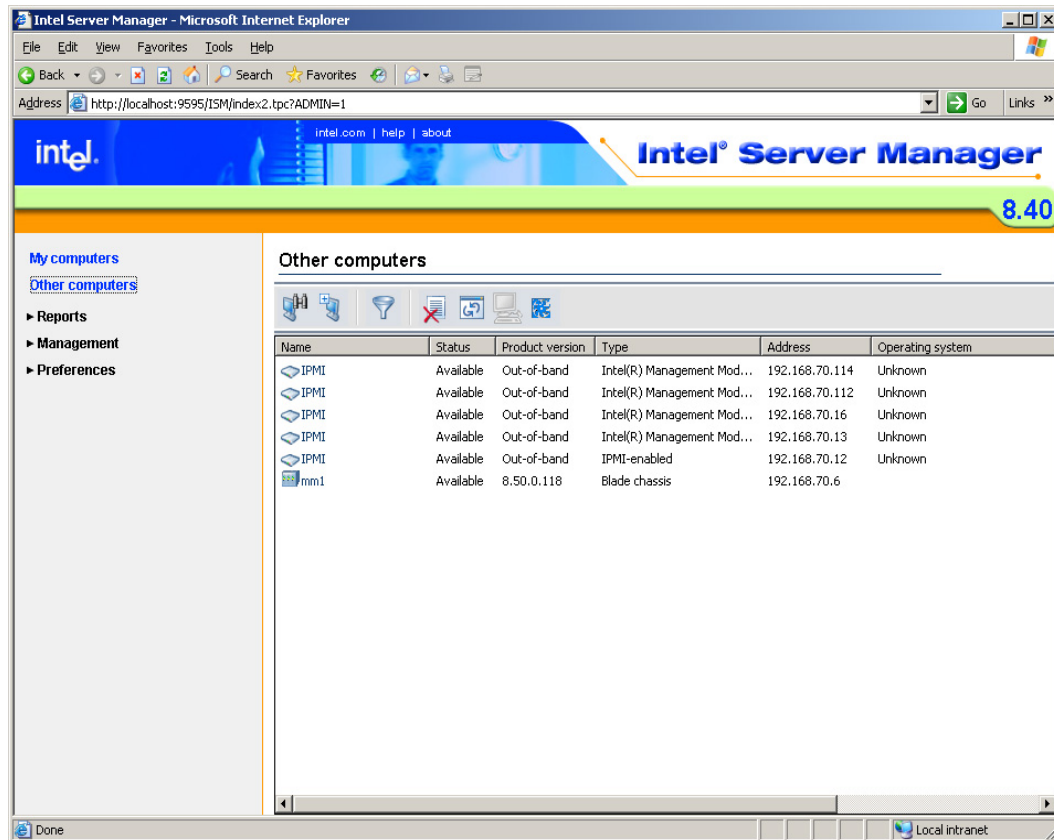 Intel Server Manager - Microsoft Internet Explorer
File Edit View Favorites Tools Help
Back Search Favorites
Address http://localhost:9595/ISM/index2.tpc?ADMIN=1 Go Links »
intel.com | help | about
intel.
Intel® Server Manager
8.40
My computers
Other computers
Reports
Management
Preferences
Other computers
Name Status Product version Type Address Operating system
IPMI Available Out-of-band Intel(R) Management Mod... 192.168.70.114 Unknown
IPMI Available Out-of-band Intel(R) Management Mod... 192.168.70.112 Unknown
IPMI Available Out-of-band Intel(R) Management Mod... 192.168.70.16 Unknown
IPMI Available Out-of-band Intel(R) Management Mod... 192.168.70.13 Unknown
IPMI Available Out-of-band IPMI-enabled 192.168.70.12 Unknown
mm1 Available 8.50.0.118 Blade chassis 192.168.70.6
Done Local intranet